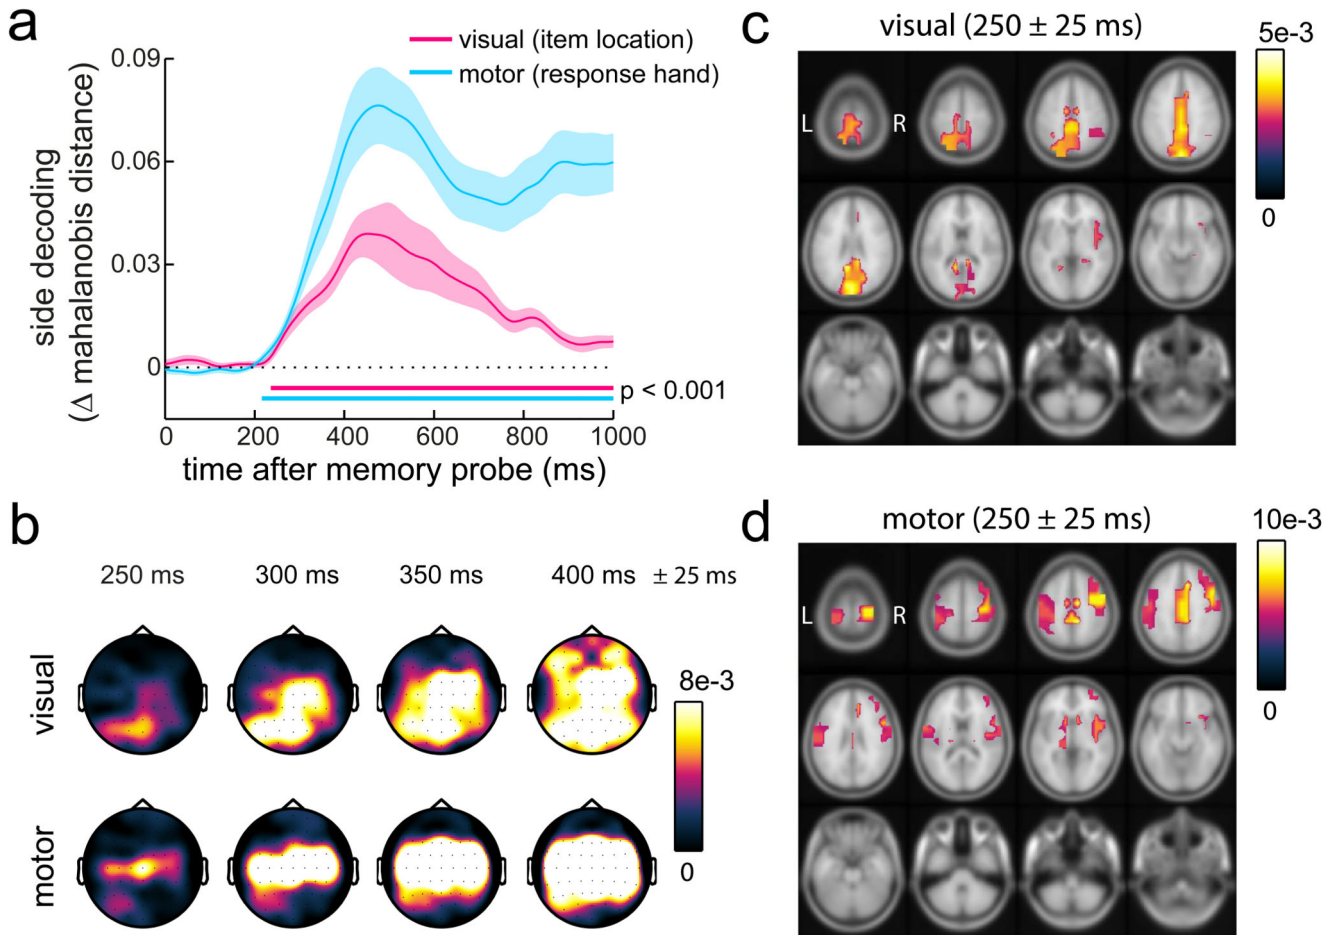 a
visual (item location)
motor (response hand)
side decoding
(Δ mahalanobis distance)
0.09
0.06
0.03
0
p < 0.001
0 200 400 600 800 1000
time after memory probe (ms)
b
250 ms 300 ms 350 ms 400 ms ± 25 ms
visual
motor
8e-3
0
c
visual (250 ± 25 ms)
L R
5e-3
0
d
motor (250 ± 25 ms)
L R
10e-3
0